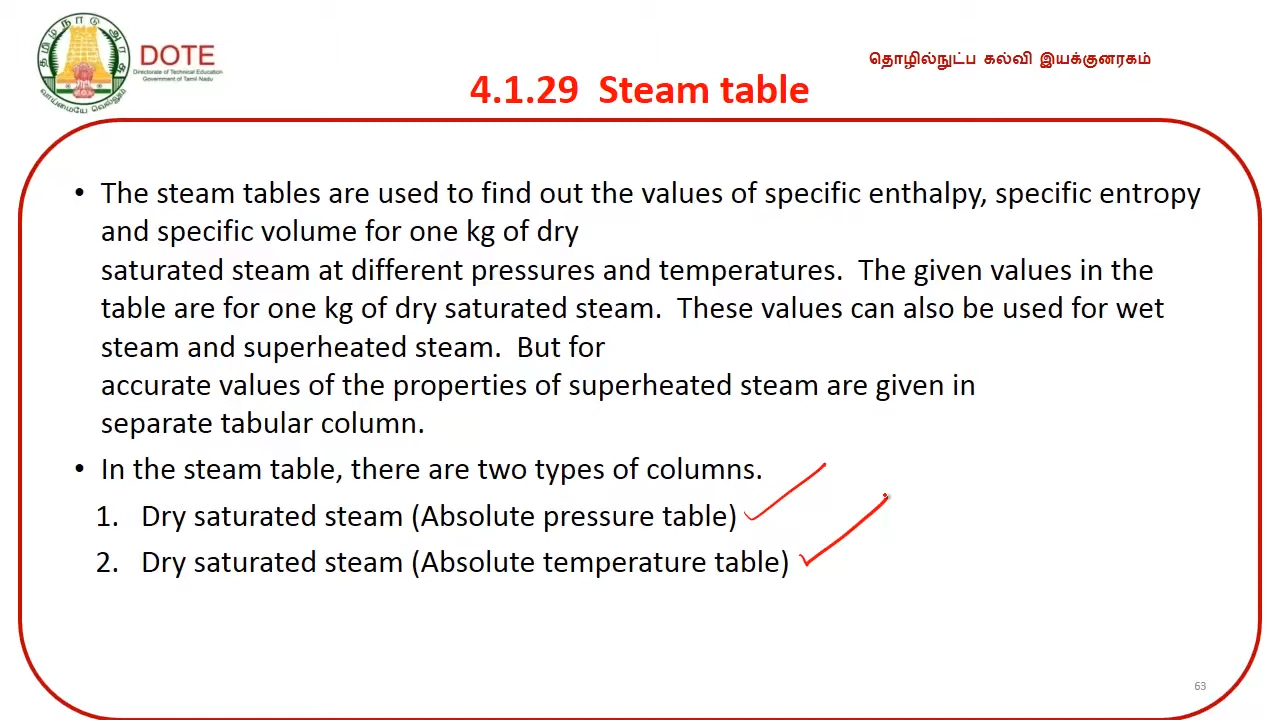 தமிழ்நாடு அரசு
வாய்மையே வெல்லும்
DOTE
Directorate of Technical Education
Government of Tamil Nadu
தொழில்நுட்ப கல்வி இயக்குனரகம்
4.1.29 Steam table
• The steam tables are used to find out the values of specific enthalpy, specific entropy
and specific volume for one kg of dry
saturated steam at different pressures and temperatures. The given values in the
table are for one kg of dry saturated steam. These values can also be used for wet
steam and superheated steam. But for
accurate values of the properties of superheated steam are given in
separate tabular column.
• In the steam table, there are two types of columns.
1. Dry saturated steam (Absolute pressure table)
2. Dry saturated steam (Absolute temperature table)
63